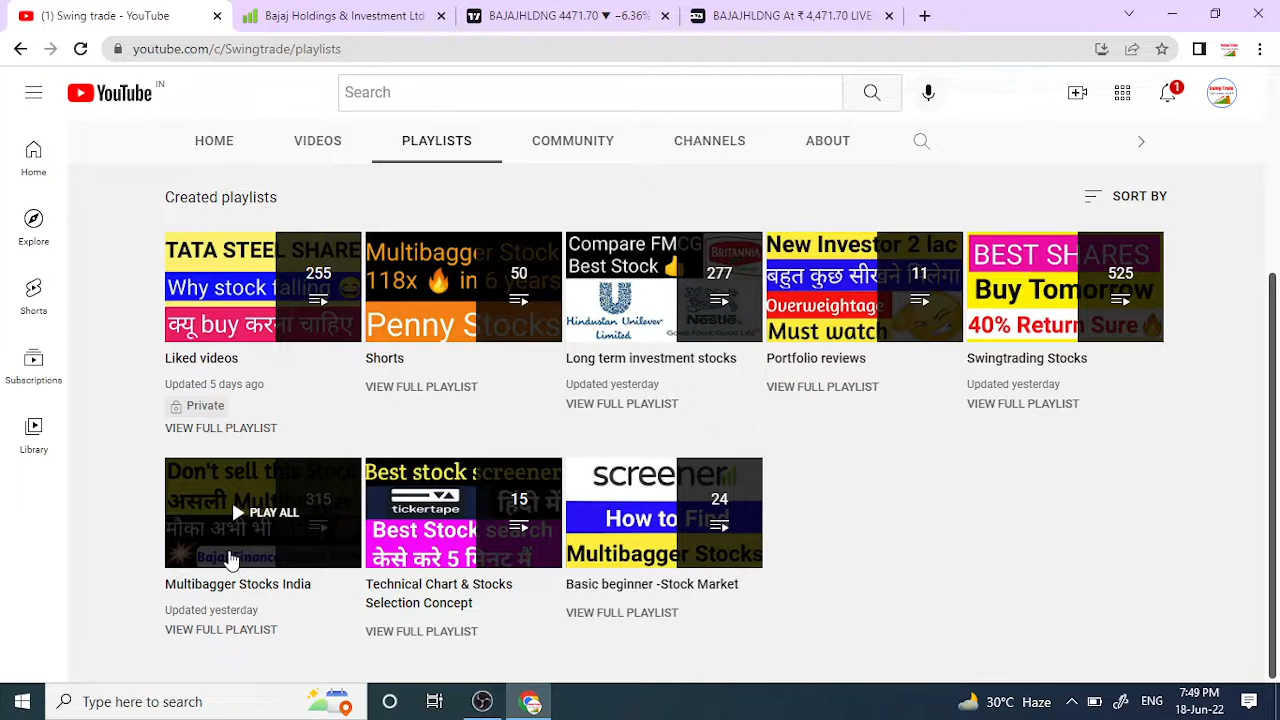 (1)
BAJAJHLDNG 4471.70 ▼ −6.36%
BAJAJHLDNG ₹ 4,471.70 LIVE
youtube.com/c/Swingtrade/playlists
YouTube IN
Search
1
HOME
VIDEOS
PLAYLISTS
COMMUNITY
CHANNELS
ABOUT
Home
Explore
Shorts
Subscriptions
Library
Created playlists
SORT BY
TATA STEEL SHARE
Why stock falling
क्यू buy करना चाहिए
255
Liked videos
Updated 5 days ago
Private
VIEW FULL PLAYLIST
Multibagger Stock
118x 🔥 in 6 years
Penny Stock
50
Shorts
VIEW FULL PLAYLIST
Compare FMCG
Best Stock 👍
BRITANNIA
Hindustan Unilever
Limited
Nestle
Good Food, Good Life
277
Long term investment stocks
Updated yesterday
VIEW FULL PLAYLIST
New Investor 2 lac
बहुत कुछ सीखने मिलेगा
Overweightage
Must watch
11
Portfolio reviews
VIEW FULL PLAYLIST
BEST SHARES
Buy Tomorrow
40% Return Sure 🔥
525
Swingtrading Stocks
Updated yesterday
VIEW FULL PLAYLIST
Don't sell this Stock
असली Multibagger
मौका अभी भी
Bajaj Finance
315
PLAY ALL
Multibagger Stocks India
Updated yesterday
VIEW FULL PLAYLIST
Best stock screener
tickertape
हिन्दी में
Best Stock search
केसे करे 5 मिनट में
15
Technical Chart & Stocks
Selection Concept
VIEW FULL PLAYLIST
screener
How to Find
Multibagger Stocks
24
Basic beginner -Stock Market
VIEW FULL PLAYLIST
Type here to search
30°C Haze
ENG
7:49 PM
18-Jun-22